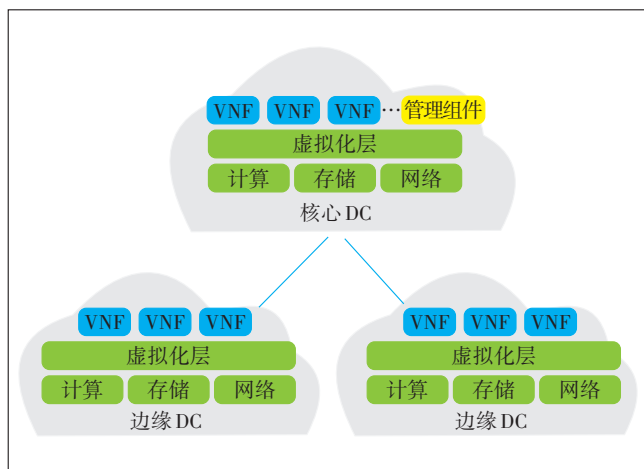 VNF VNF VNF…管理组件
虚拟化层
计算 存储 网络
核心 DC
VNF VNF VNF
虚拟化层
计算 存储 网络
边缘 DC
VNF VNF VNF
虚拟化层
计算 存储 网络
边缘 DC